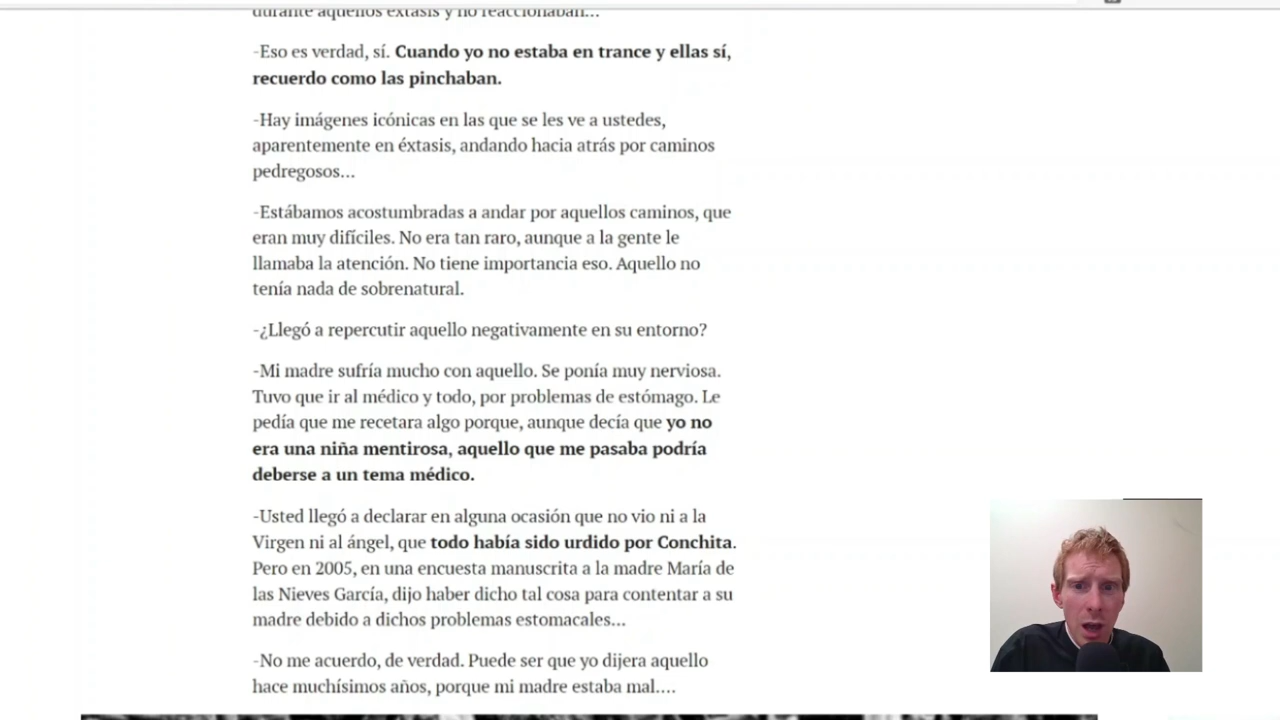 durante aquellos éxtasis y no reaccionaban...
-Eso es verdad, sí. Cuando yo no estaba en trance y ellas sí,
recuerdo como las pinchaban.
-Hay imágenes icónicas en las que se les ve a ustedes,
aparentemente en éxtasis, andando hacia atrás por caminos
pedregosos...
-Estábamos acostumbradas a andar por aquellos caminos, que
eran muy difíciles. No era tan raro, aunque a la gente le
llamaba la atención. No tiene importancia eso. Aquello no
tenía nada de sobrenatural.
-¿Llegó a repercutir aquello negativamente en su entorno?
-Mi madre sufría mucho con aquello. Se ponía muy nerviosa.
Tuvo que ir al médico y todo, por problemas de estómago. Le
pedía que me recetara algo porque, aunque decía que yo no
era una niña mentirosa, aquello que me pasaba podría
deberse a un tema médico.
-Usted llegó a declarar en alguna ocasión que no vio ni a la
Virgen ni al ángel, que todo había sido urdido por Conchita.
Pero en 2005, en una encuesta manuscrita a la madre María de
las Nieves García, dijo haber dicho tal cosa para contentar a su
madre debido a dichos problemas estomacales...
-No me acuerdo, de verdad. Puede ser que yo dijera aquello
hace muchísimos años, porque mi madre estaba mal....